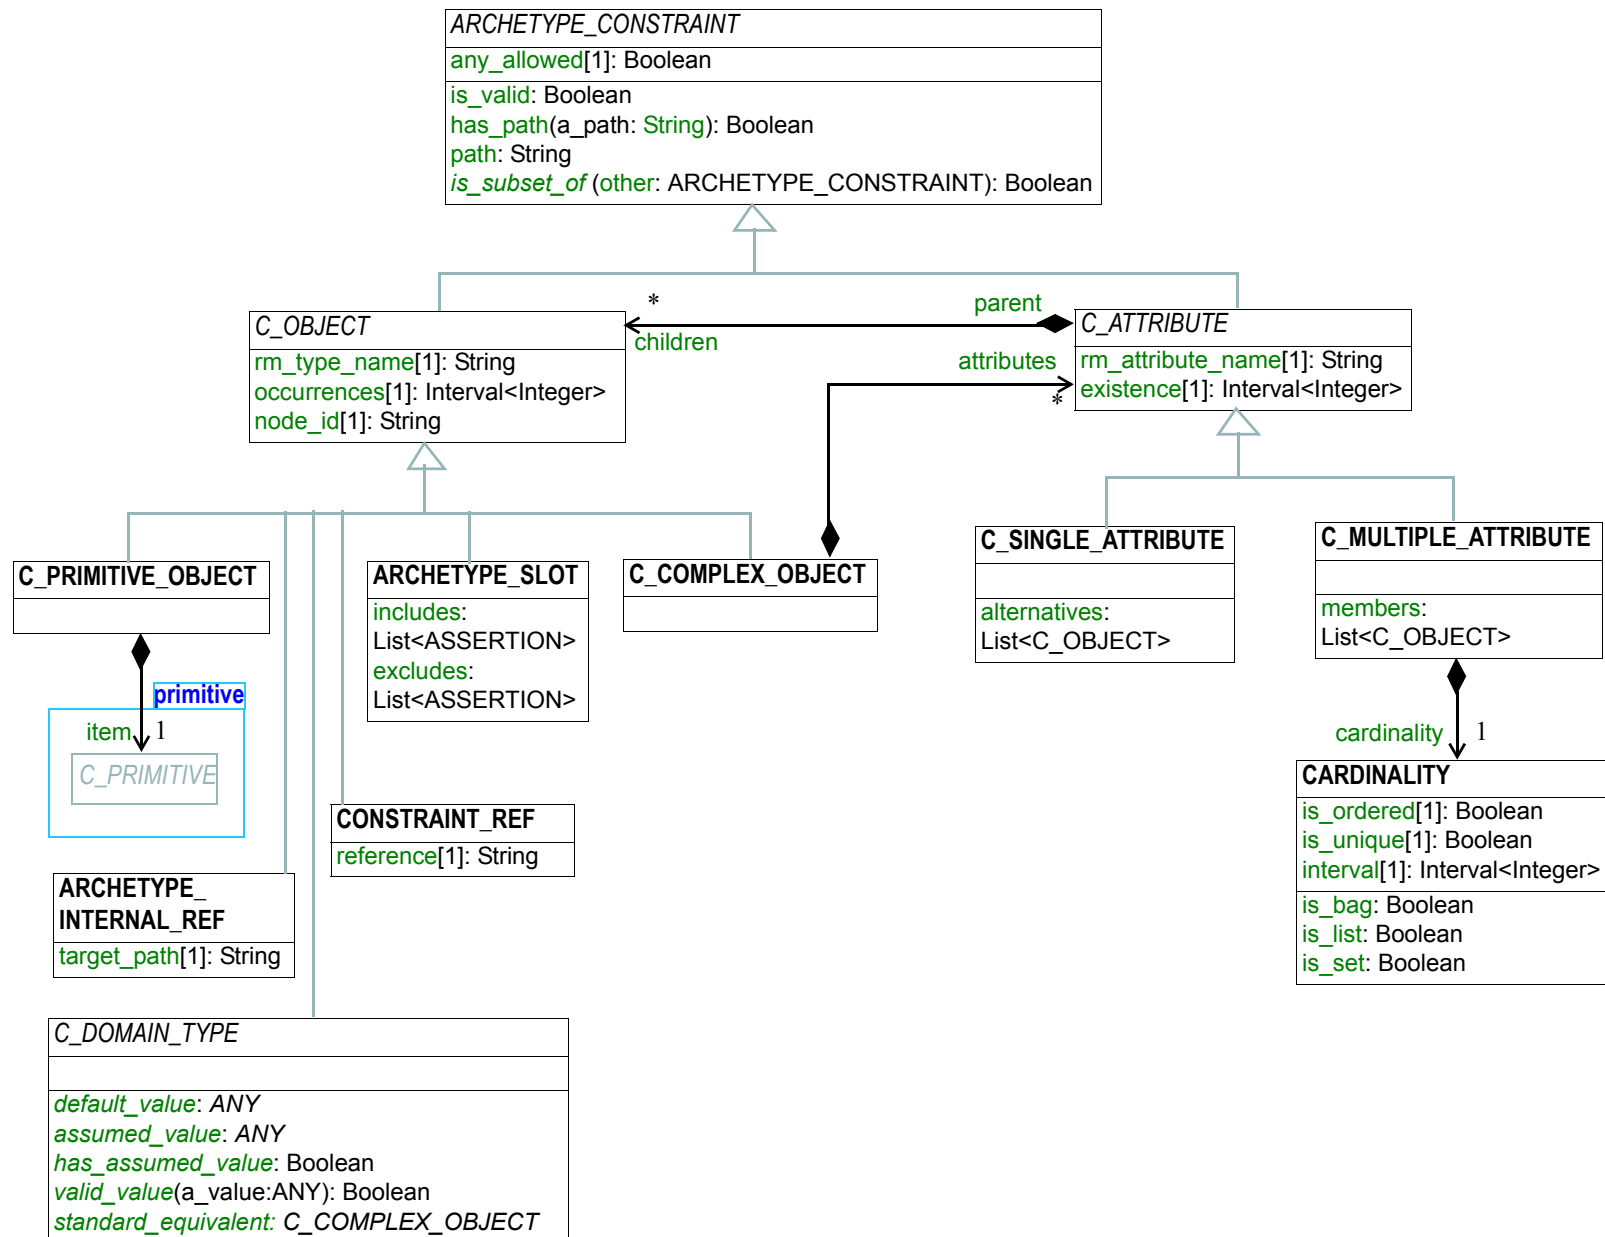 ARCHETYPE_CONSTRAINT
any_allowed[1]: Boolean
is_valid: Boolean
has_path(a_path: String): Boolean
path: String
is_subset_of (other: ARCHETYPE_CONSTRAINT): Boolean
*
parent
children
C_OBJECT
rm_type_name[1]: String
occurrences[1]: Interval<Integer>
node_id[1]: String
attributes
*
C_ATTRIBUTE
rm_attribute_name[1]: String
existence[1]: Interval<Integer>
C_PRIMITIVE_OBJECT
ARCHETYPE_SLOT
includes:
List<ASSERTION>
excludes:
List<ASSERTION>
C_COMPLEX_OBJECT
C_SINGLE_ATTRIBUTE
alternatives:
List<C_OBJECT>
C_MULTIPLE_ATTRIBUTE
members:
List<C_OBJECT>
primitive
item
1
C_PRIMITIVE
cardinality
1
CARDINALITY
is_ordered[1]: Boolean
is_unique[1]: Boolean
interval[1]: Interval<Integer>
is_bag: Boolean
is_list: Boolean
is_set: Boolean
CONSTRAINT_REF
reference[1]: String
ARCHETYPE_
INTERNAL_REF
target_path[1]: String
C_DOMAIN_TYPE
default_value: ANY
assumed_value: ANY
has_assumed_value: Boolean
valid_value(a_value:ANY): Boolean
standard_equivalent: C_COMPLEX_OBJECT